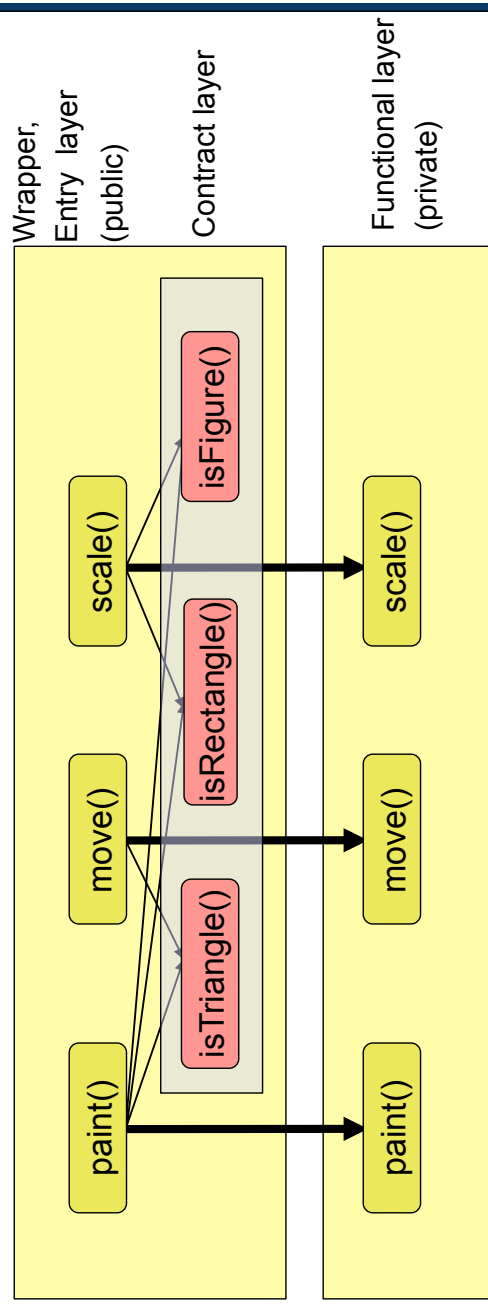 Wrapper,
Entry layer
(public)
paint()
move()
scale()
Contract layer
isTriangle()
isRectangle()
isFigure()
Functional layer
(private)
paint()
move()
scale()